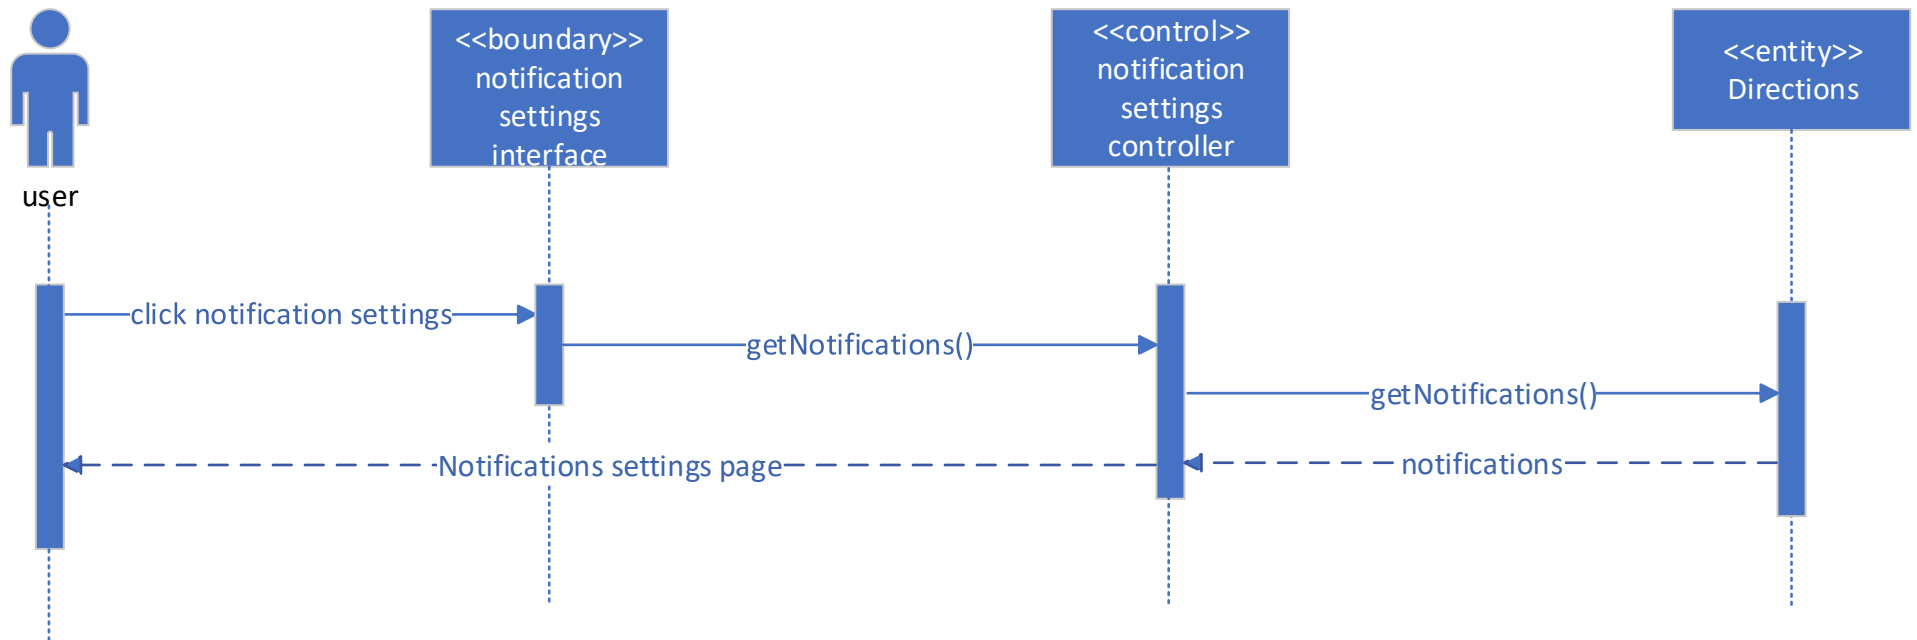 <<boundary>>
notification
settings
interface
<<control>>
notification
settings
controller
<<entity>>
Directions
user
click notification settings
getNotifications()
getNotifications()
Notifications settings page
notifications